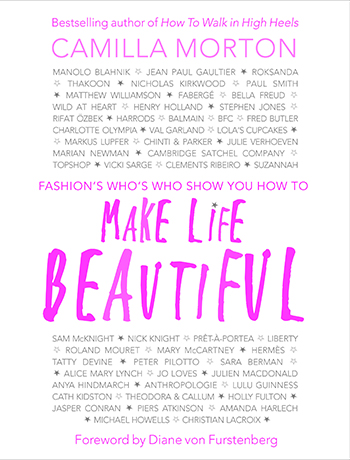 Bestselling author of How To Walk in High Heels
CAMILLA MORTON
MANOLO BLAHNIK ★ JEAN PAUL GAULTIER ★ ROKSANDA
☆ THAKOON ★ NICHOLAS KIRKWOOD ☆ PAUL SMITH
★ MATTHEW WILLIAMSON ★ FABERGÉ ★ BELLA FREUD ☆
WILD AT HEART ★ HENRY HOLLAND ★ STEPHEN JONES ☆
RIFAT ÖZBEK ★ HARRODS ☆ BALMAIN ☆ BFC ☆ FRED BUTLER
CHARLOTTE OLYMPIA ★ VAL GARLAND ☆ LOLA'S CUPCAKES ★
★ MARKUS LUPFER ☆ CHINTI & PARKER ★ JULIE VERHOEVEN
MARIAN NEWMAN ★ CAMBRIDGE SATCHEL COMPANY ☆
TOPSHOP ★ VICKI SARGE ☆ CLEMENTS RIBEIRO ☆ SUZANNAH
FASHION'S WHO'S WHO SHOW YOU HOW TO
MAKE LiFE
BEAUTIFUL
SAM McKNIGHT ★ NICK KNIGHT ☆ PRÊT-À-PORTEA ☆ LIBERTY
☆ ROLAND MOURET ☆ MARY McCARTNEY ☆ HERMÈS ☆
TATTY DEVINE ★ PETER PILOTTO ☆ SARA BERMAN ☆
★ ALICE MARY LYNCH ☆ JO LOVES ★ JULIEN MACDONALD
ANYA HINDMARCH ★ ANTHROPOLOGIE ☆ LULU GUINNESS
CATH KIDSTON ☆ THEODORA & CALLUM ★ HOLLY FULTON ★
JASPER CONRAN ★ PIERS ATKINSON ★ AMANDA HARLECH
★ MICHAEL HOWELLS ★ CHRISTIAN LACROIX ★
Foreword by Diane von Furstenberg